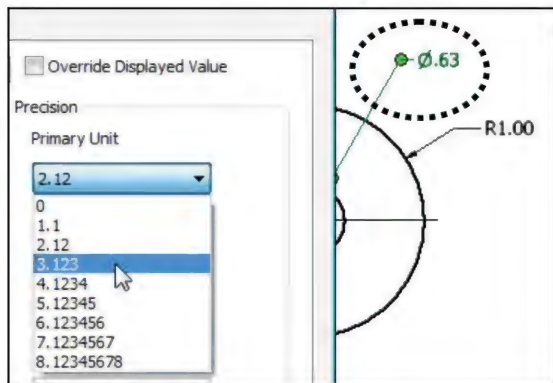 Override Displayed Value
Precision
Primary Unit
2.12
0
1.1
2.12
3.123
4.1234
5.12345
6.123456
7.1234567
8.12345678
Ø.63
R1.00